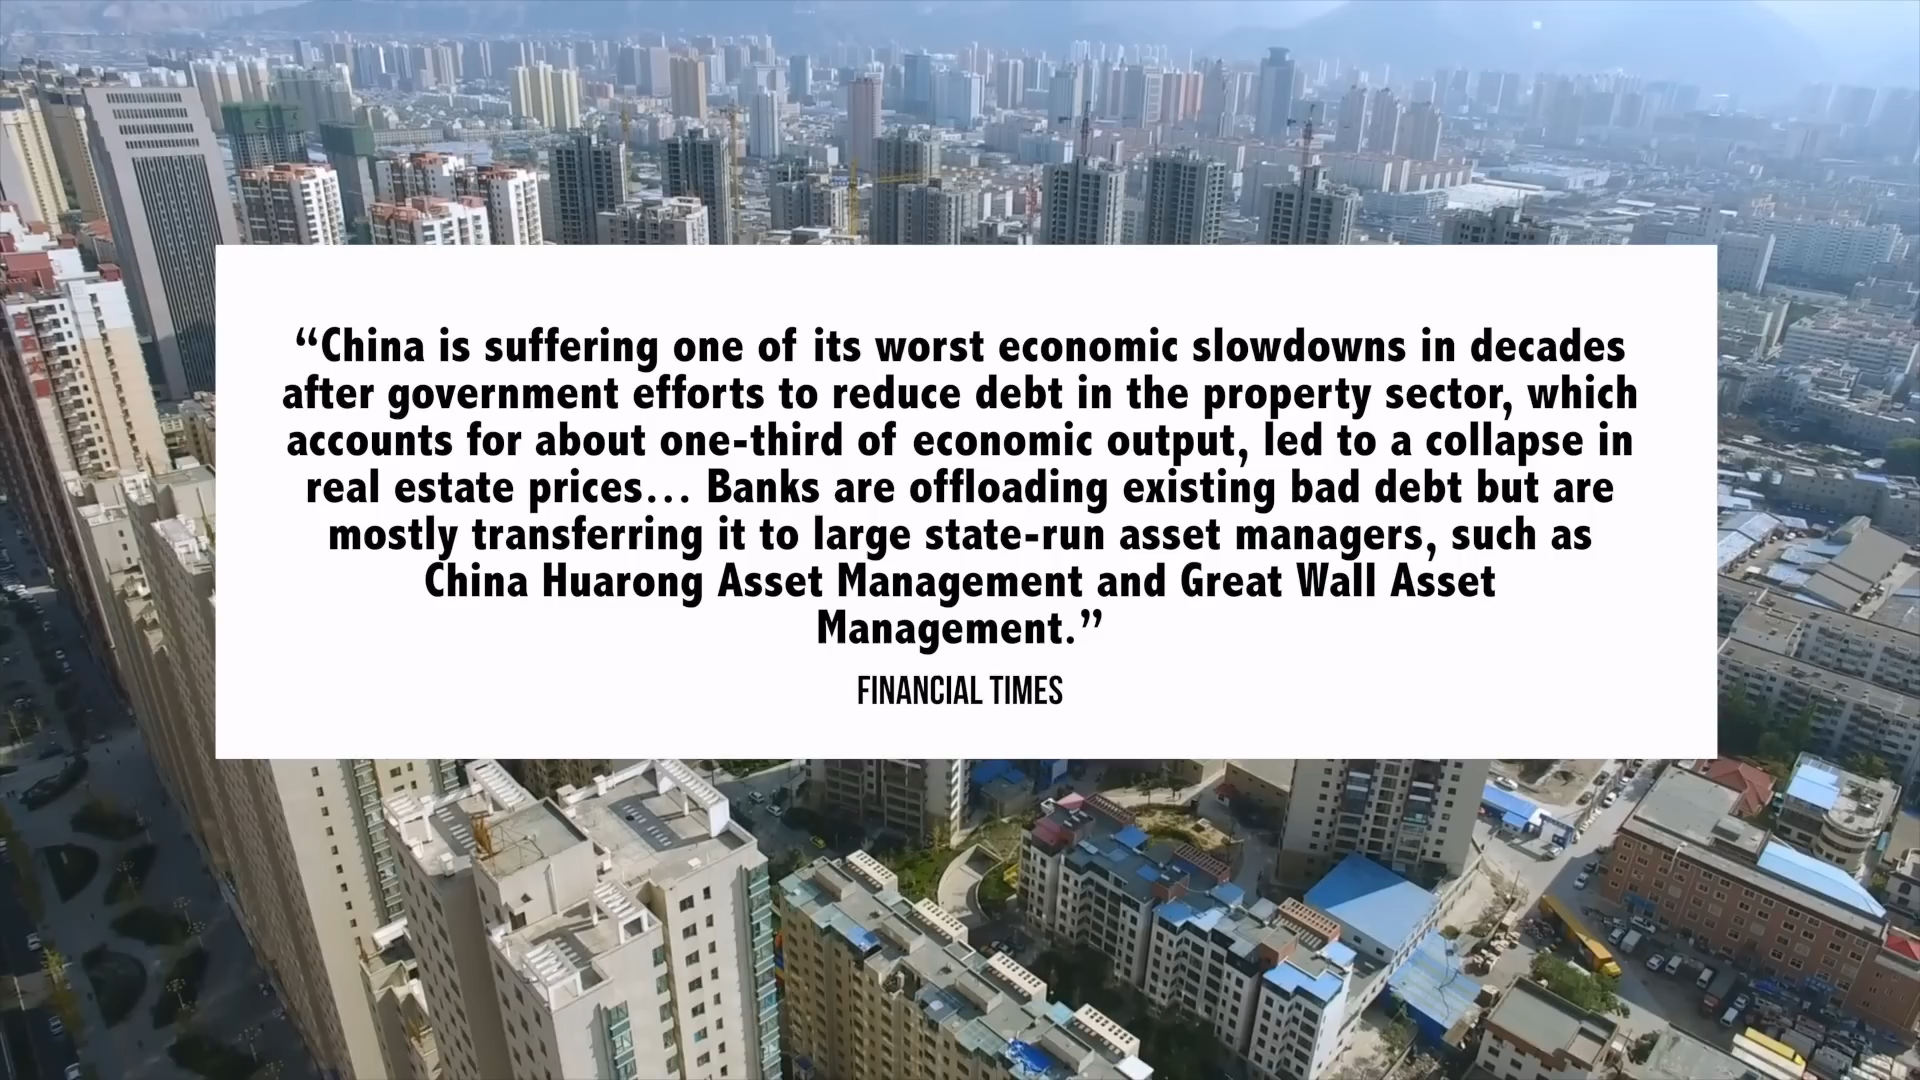 “China is suffering one of its worst economic slowdowns in decades
after government efforts to reduce debt in the property sector, which
accounts for about one-third of economic output, led to a collapse in
real estate prices… Banks are offloading existing bad debt but are
mostly transferring it to large state-run asset managers, such as
China Huarong Asset Management and Great Wall Asset
Management.”
FINANCIAL TIMES